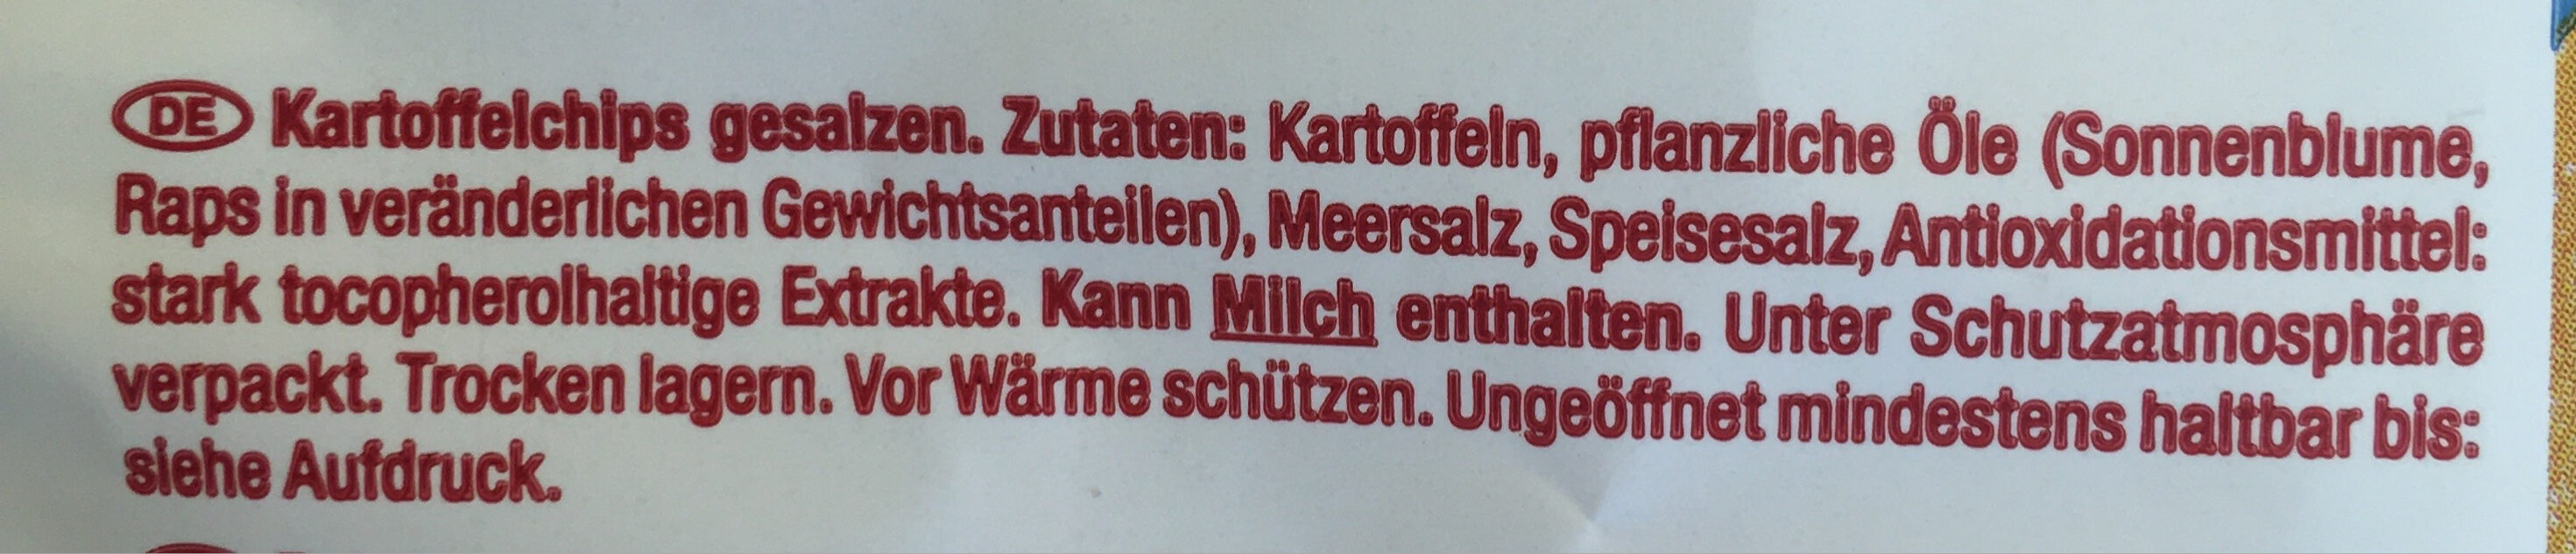 DE Kartoffelchips gesalzen. Zutaten: Kartoffeln, pflanzliche Öle (Sonnenblume,
Raps in veränderlichen Gewichtsanteilen), Meersalz, Speisesalz, Antioxidationsmittel:
stark tocopherolhaltige Extrakte. Kann Milch enthalten. Unter Schutzatmosphäre
verpackt. Trocken lagern. Vor Wärme schützen. Ungeöffnet mindestens haltbar bis:
siehe Aufdruck.